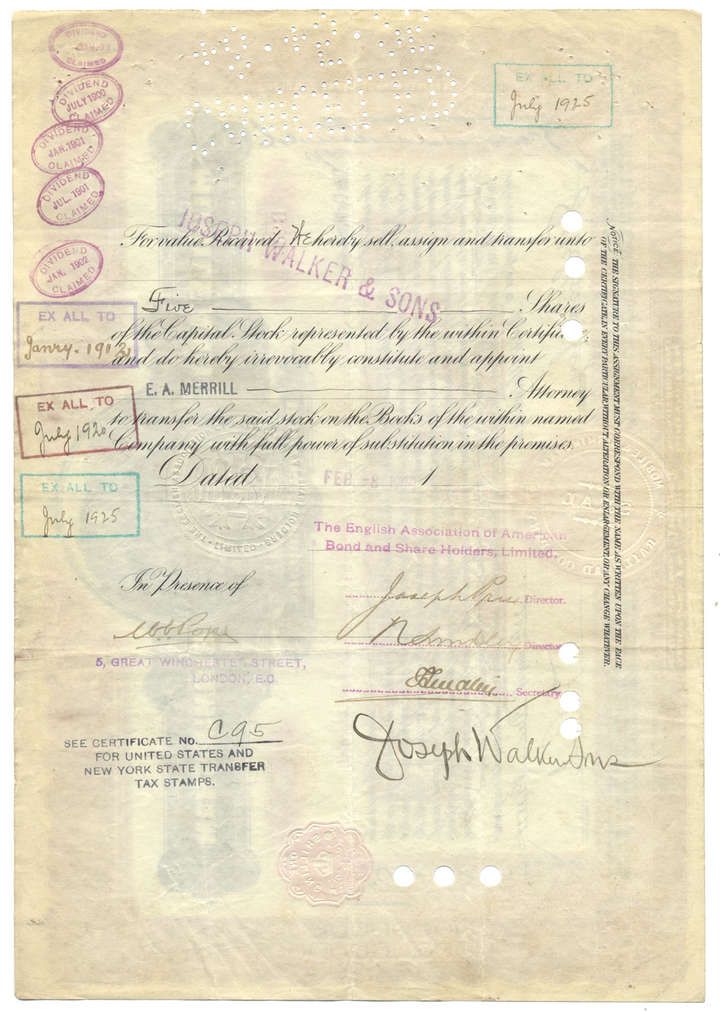 DIVIDEND
CLAIMED
DIVIDEND
JULY 1900
CLAIMED
DIVIDEND
JAN. 1901
CLAIMED
DIVIDEND
JUL. 1901
CLAIMED
DIVIDEND
JAN. 1902
CLAIMED
EX ALL TO
July 1925
For value Received We hereby sell, assign and transfer unto
JOSEPH WALKER & SONS
Five Shares
of the Capital Stock represented by the within Certificate,
and do hereby irrevocably constitute and appoint
E. A. MERRILL Attorney
to transfer the said stock on the Books of the within named
Company with full power of substitution in the premises.
Dated FEB 1
EX ALL TO
EX ALL TO
July 1920
EX ALL TO
July 1925
The English Association of American
Bond and Share Holders, Limited,
In Presence of
Joseph Director.
Director.
5, GREAT WINCHESTER STREET,
LONDON, E.C.
Secretary.
Joseph Walker Sons
SEE CERTIFICATE NO. C95
FOR UNITED STATES AND
NEW YORK STATE TRANSFER
TAX STAMPS.
NOTICE. THE SIGNATURE TO THIS ASSIGNMENT MUST CORRESPOND WITH THE NAME AS WRITTEN UPON THE FACE
OF THE CERTIFICATE IN EVERY PARTICULAR WITHOUT ALTERATION OR ENLARGEMENT OR ANY CHANGE WHATEVER.